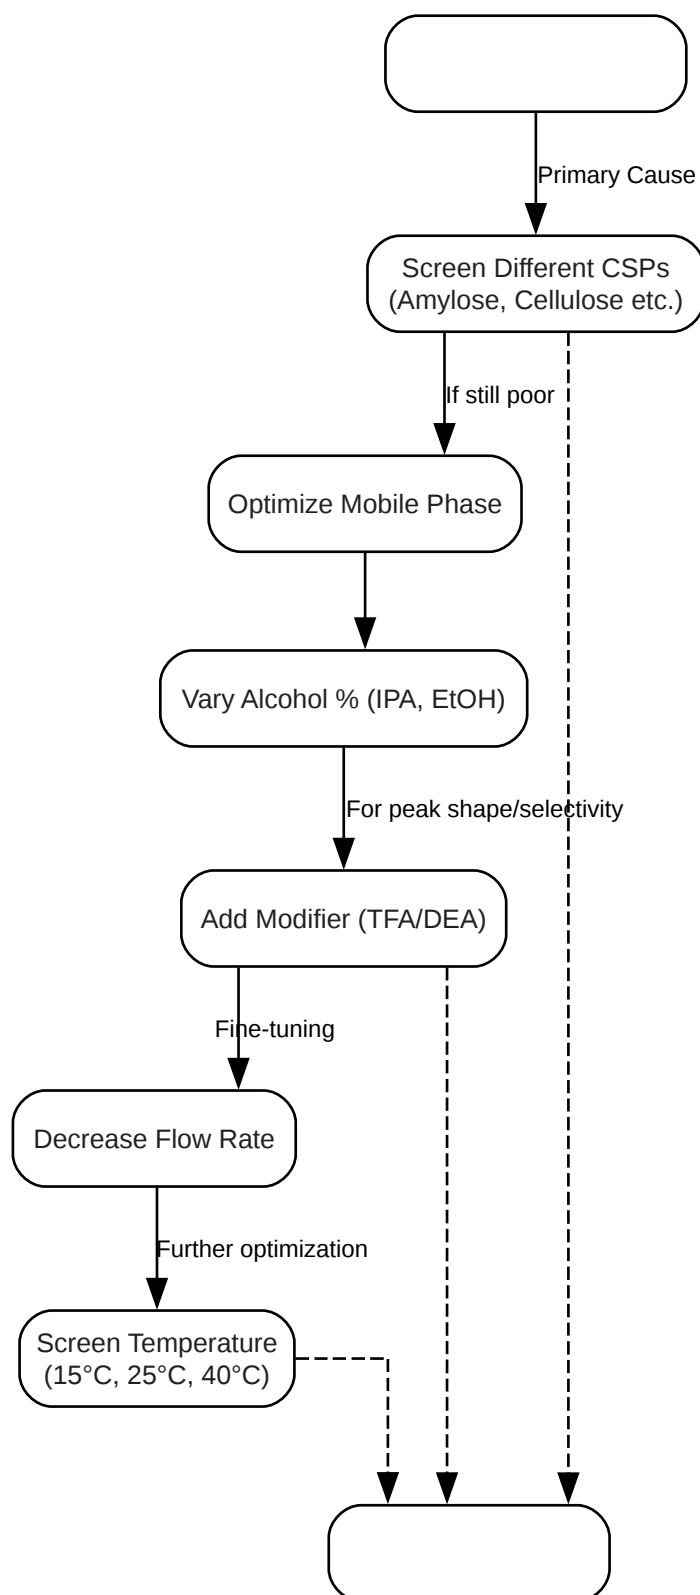 Primary Cause
Screen Different CSPs
(Amylose, Cellulose etc.)
If still poor
Optimize Mobile Phase
Vary Alcohol % (IPA, EtOH)
For peak shape/selectivity
Add Modifier (TFA/DEA)
Fine-tuning
Decrease Flow Rate
Further optimization
Screen Temperature
(15°C, 25°C, 40°C)